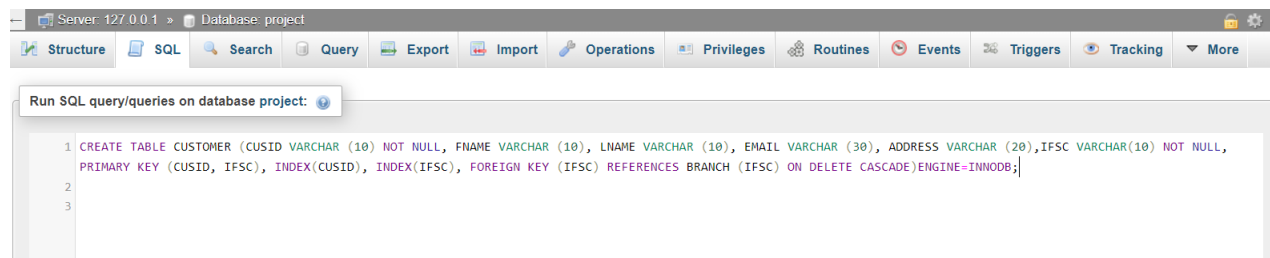 Server: 127.0.0.1 » Database: project
Structure SQL Search Query Export Import Operations Privileges Routines Events Triggers Tracking More
Run SQL query/queries on database project:
1 CREATE TABLE CUSTOMER (CUSID VARCHAR (10) NOT NULL, FNAME VARCHAR (10), LNAME VARCHAR (10), EMAIL VARCHAR (30), ADDRESS VARCHAR (20),IFSC VARCHAR(10) NOT NULL,
PRIMARY KEY (CUSID, IFSC), INDEX(CUSID), INDEX(IFSC), FOREIGN KEY (IFSC) REFERENCES BRANCH (IFSC) ON DELETE CASCADE)ENGINE=INNODB;
2
3